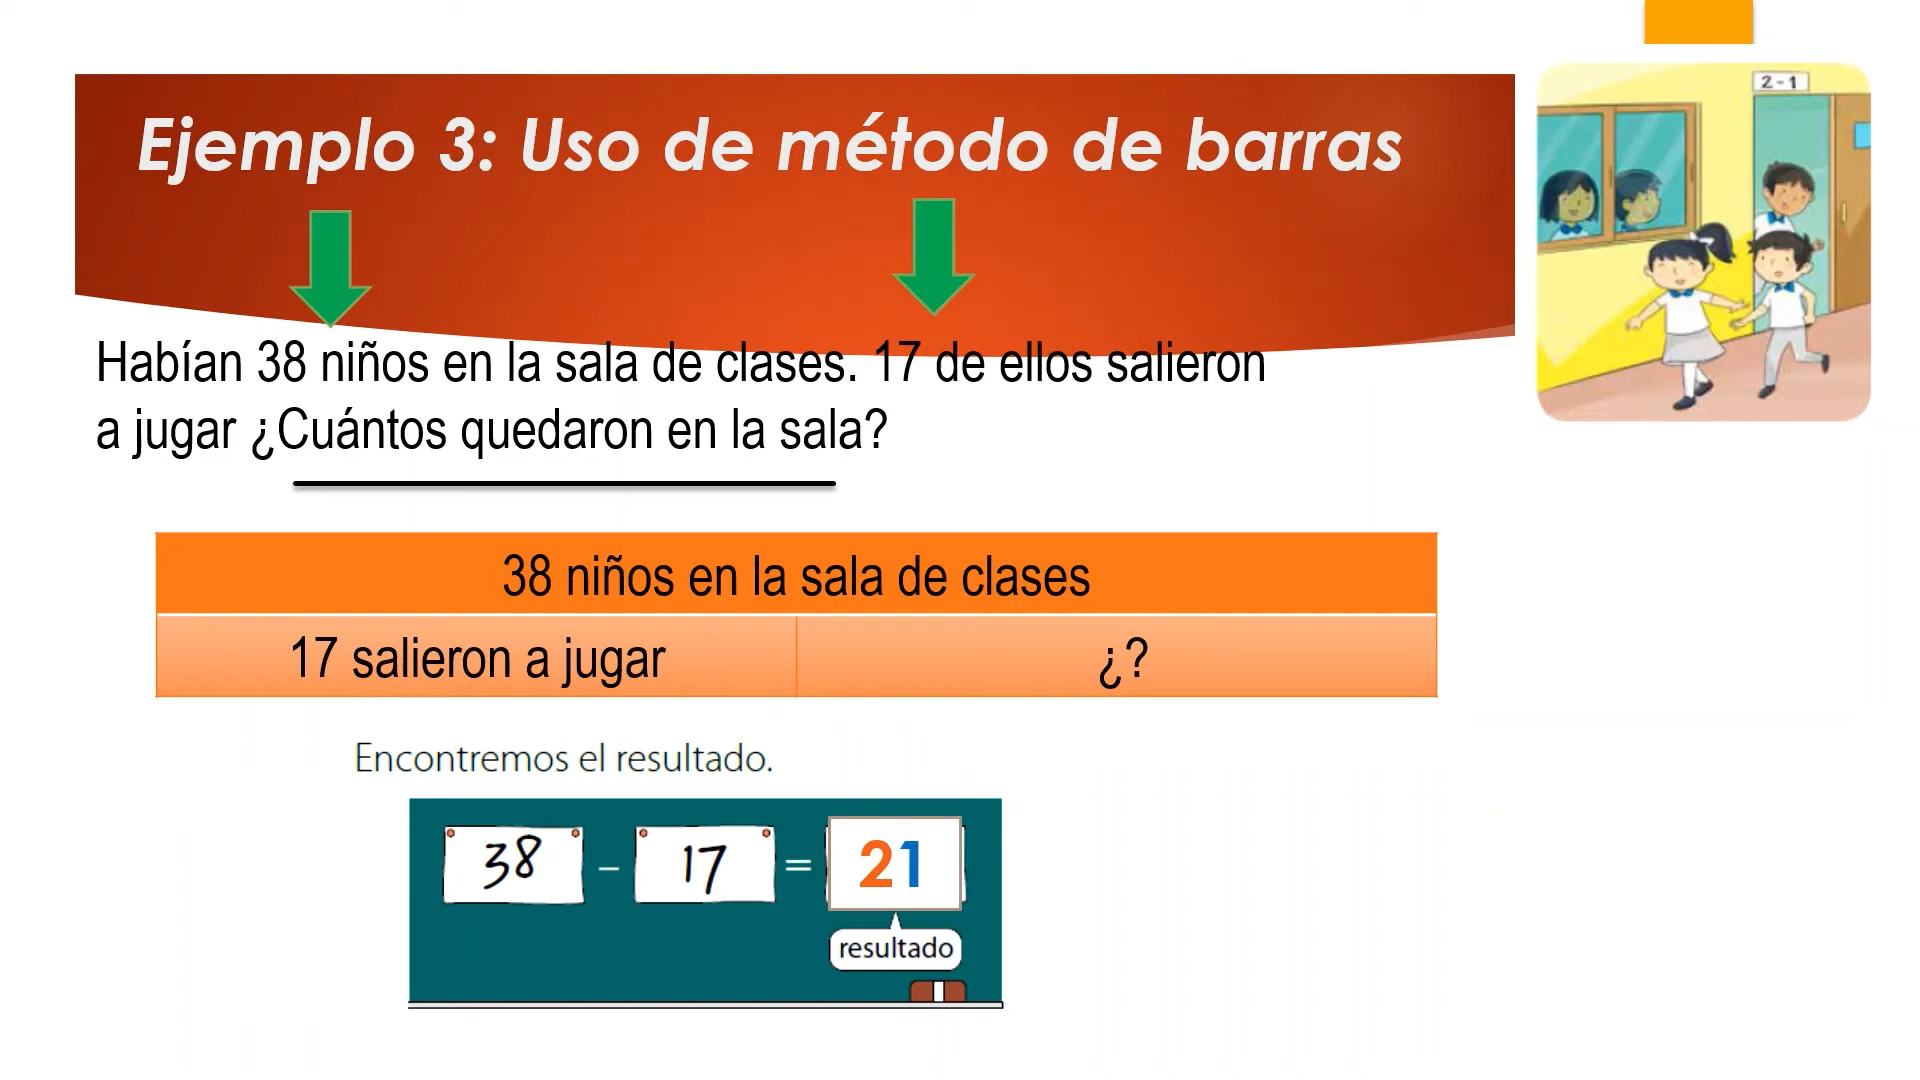 2-1
Ejemplo 3: Uso de método de barras
Habían 38 niños en la sala de clases. 17 de ellos salieron
a jugar ¿Cuántos quedaron en la sala?
38 niños en la sala de clases
17 salieron a jugar
¿?
Encontremos el resultado.
38 – 17 = 21
resultado